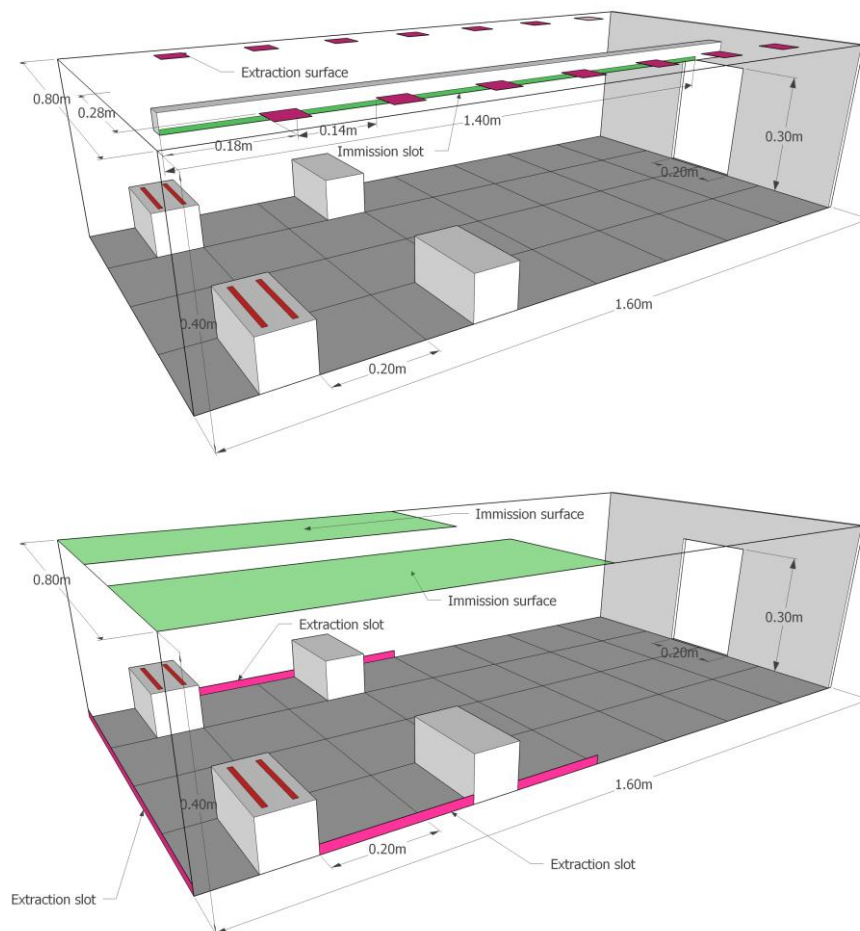 Extraction surface
0.80m
0.28m
0.18m
0.14m
Immission slot
1.40m
0.30m
0.20m
0.40m
0.20m
1.60m
Immission surface
0.80m
Immission surface
Extraction slot
0.30m
0.20m
0.40m
1.60m
0.20m
Extraction slot
Extraction slot